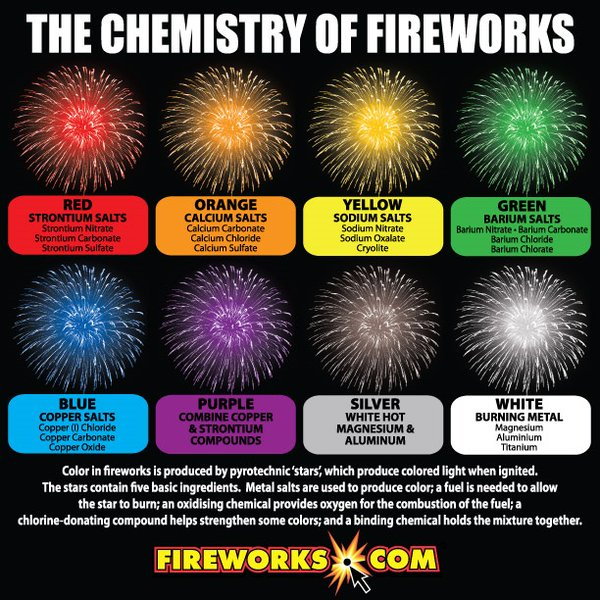 THE CHEMISTRY OF FIREWORKS
RED
STRONTIUM SALTS
Strontium Nitrate
Strontium Carbonate
Strontium Sulfate
ORANGE
CALCIUM SALTS
Calcium Carbonate
Calcium Chloride
Calcium Sulfate
YELLOW
SODIUM SALTS
Sodium Nitrate
Sodium Oxalate
Cryolite
GREEN
BARIUM SALTS
Barium Nitrate • Barium Carbonate
Barium Chloride
Barium Chlorate
BLUE
COPPER SALTS
Copper (I) Chloride
Copper Carbonate
Copper Oxide
PURPLE
COMBINE COPPER
& STRONTIUM
COMPOUNDS
SILVER
WHITE HOT
MAGNESIUM &
ALUMINUM
WHITE
BURNING METAL
Magnesium
Aluminium
Titanium
Color in fireworks is produced by pyrotechnic ‘stars’, which produce colored light when ignited.
The stars contain five basic ingredients. Metal salts are used to produce color; a fuel is needed to allow
the star to burn; an oxidising chemical provides oxygen for the combustion of the fuel; a
chlorine-donating compound helps strengthen some colors; and a binding chemical holds the mixture together.
FIREWORKS.COM